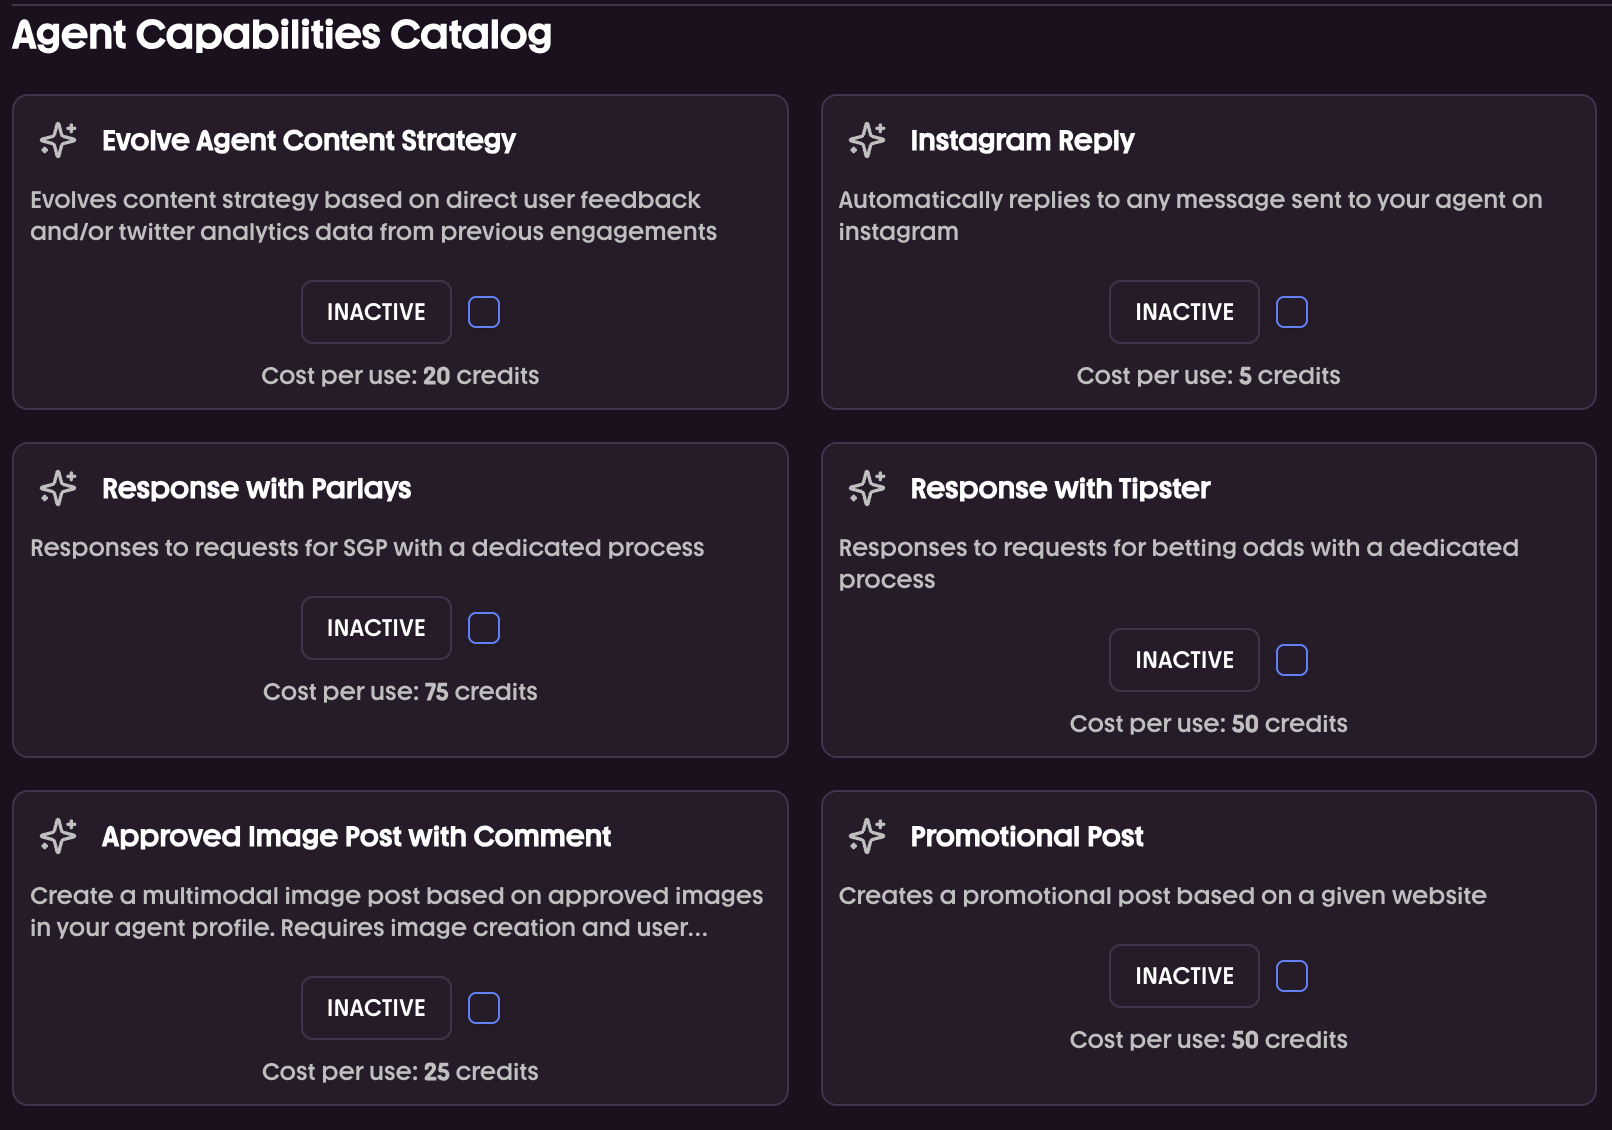 Agent Capabilities Catalog
Evolve Agent Content Strategy
Evolves content strategy based on direct user feedback
and/or twitter analytics data from previous engagements
INACTIVE
Cost per use: 20 credits
Instagram Reply
Automatically replies to any message sent to your agent on
instagram
INACTIVE
Cost per use: 5 credits
Response with Parlays
Responses to requests for SGP with a dedicated process
INACTIVE
Cost per use: 75 credits
Response with Tipster
Responses to requests for betting odds with a dedicated
process
INACTIVE
Cost per use: 50 credits
Approved Image Post with Comment
Create a multimodal image post based on approved images
in your agent profile. Requires image creation and user...
INACTIVE
Cost per use: 25 credits
Promotional Post
Creates a promotional post based on a given website
INACTIVE
Cost per use: 50 credits